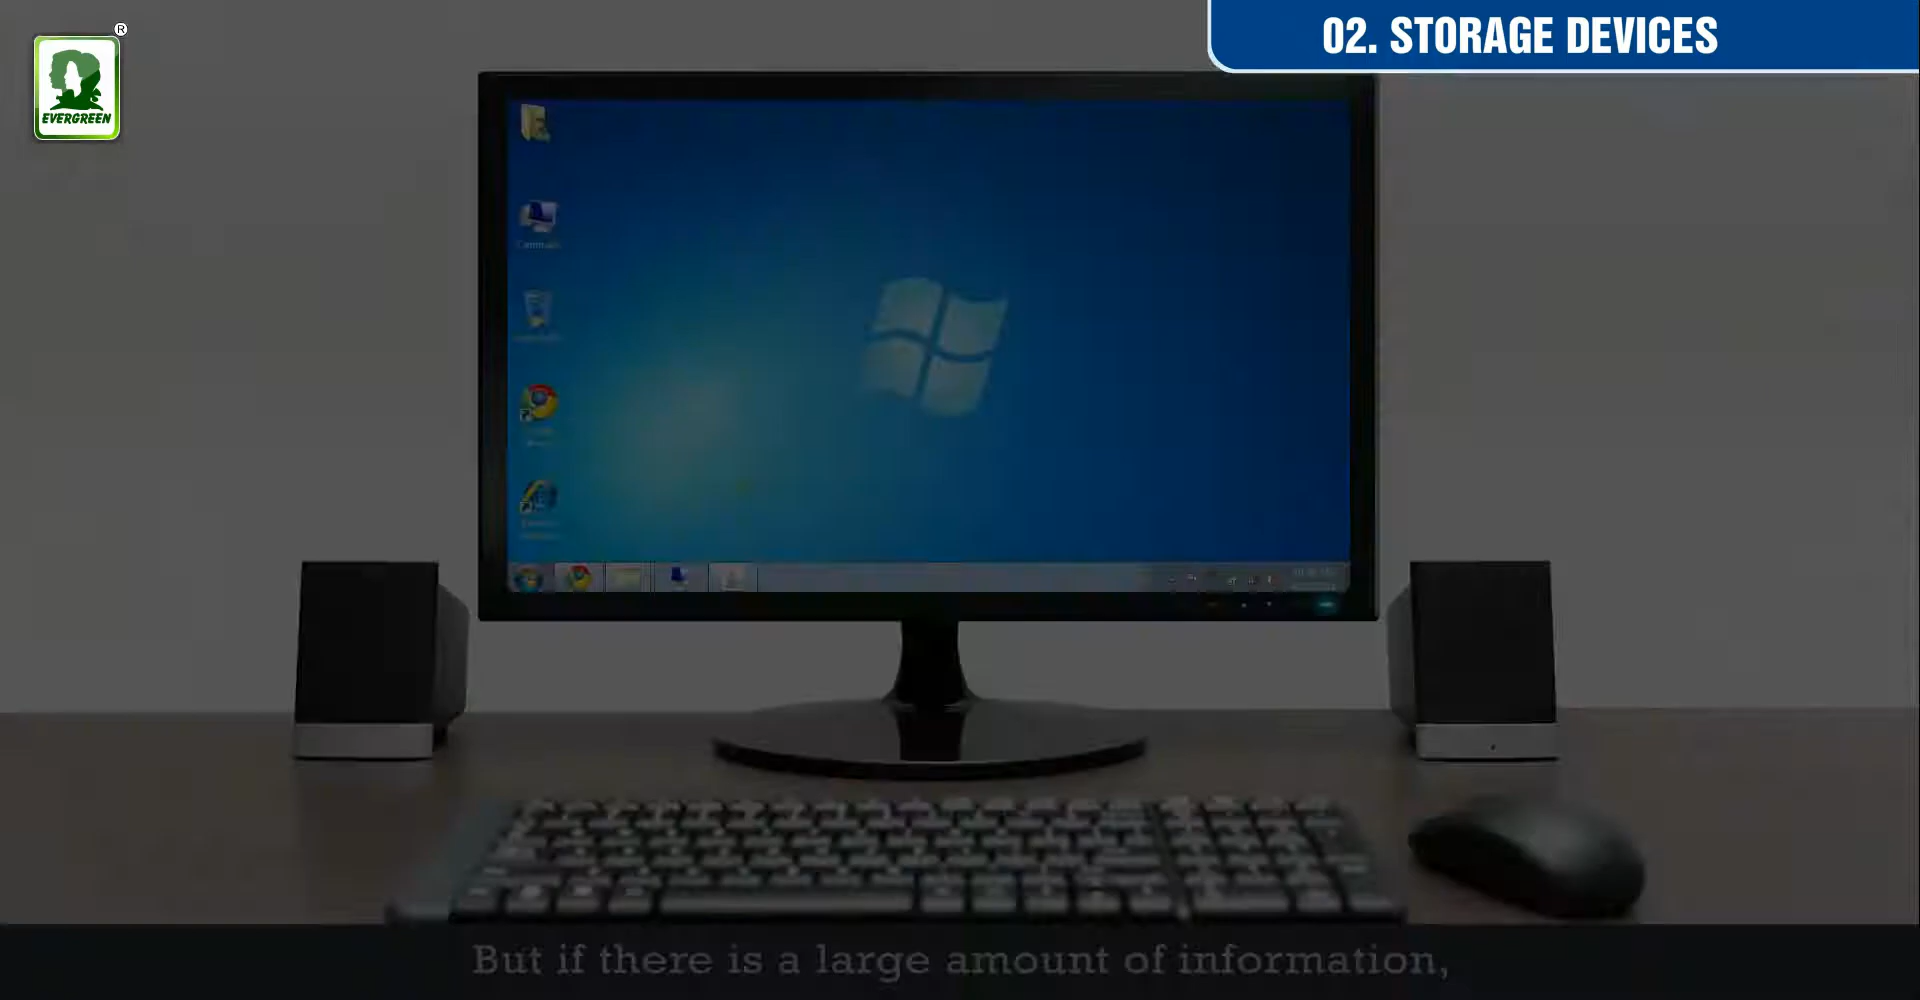 02. STORAGE DEVICES
®
EVERGREEN
But if there is a large amount of information,